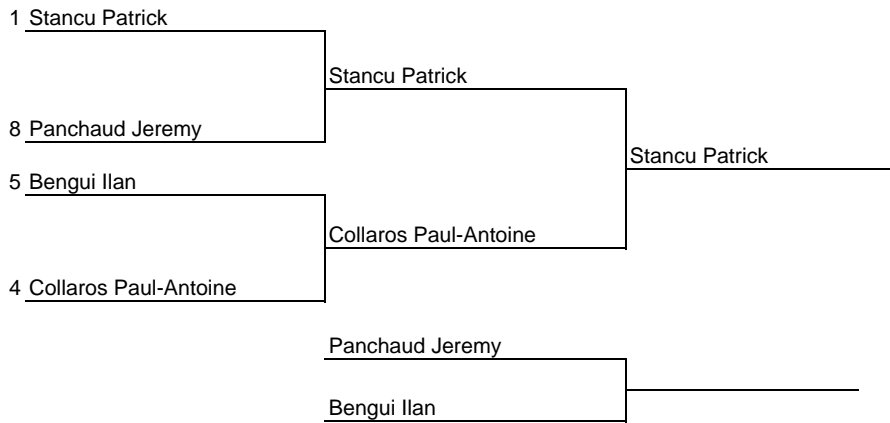 1 Stancu Patrick
Stancu Patrick
8 Panchaud Jeremy
Stancu Patrick
5 Bengui Ilan
Collaros Paul-Antoine
4 Collaros Paul-Antoine
Panchaud Jeremy
Bengui Ilan